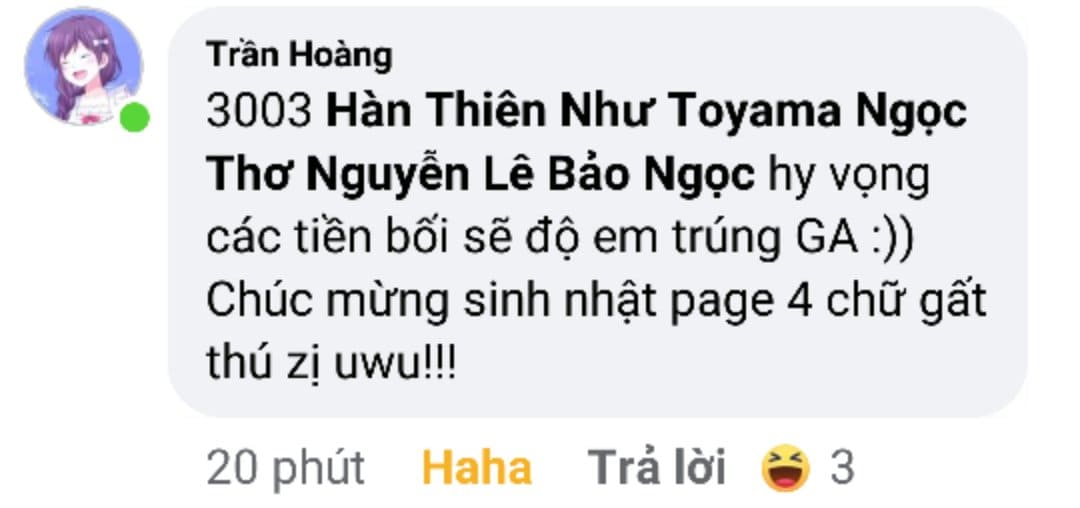 Trần Hoàng
3003 Hàn Thiên Như Toyama Ngọc
Thơ Nguyễn Lê Bảo Ngọc hy vọng
các tiền bối sẽ độ em trúng GA :))
Chúc mừng sinh nhật page 4 chữ gất
thú zị uwu!!!
20 phút Haha Trả lời 3